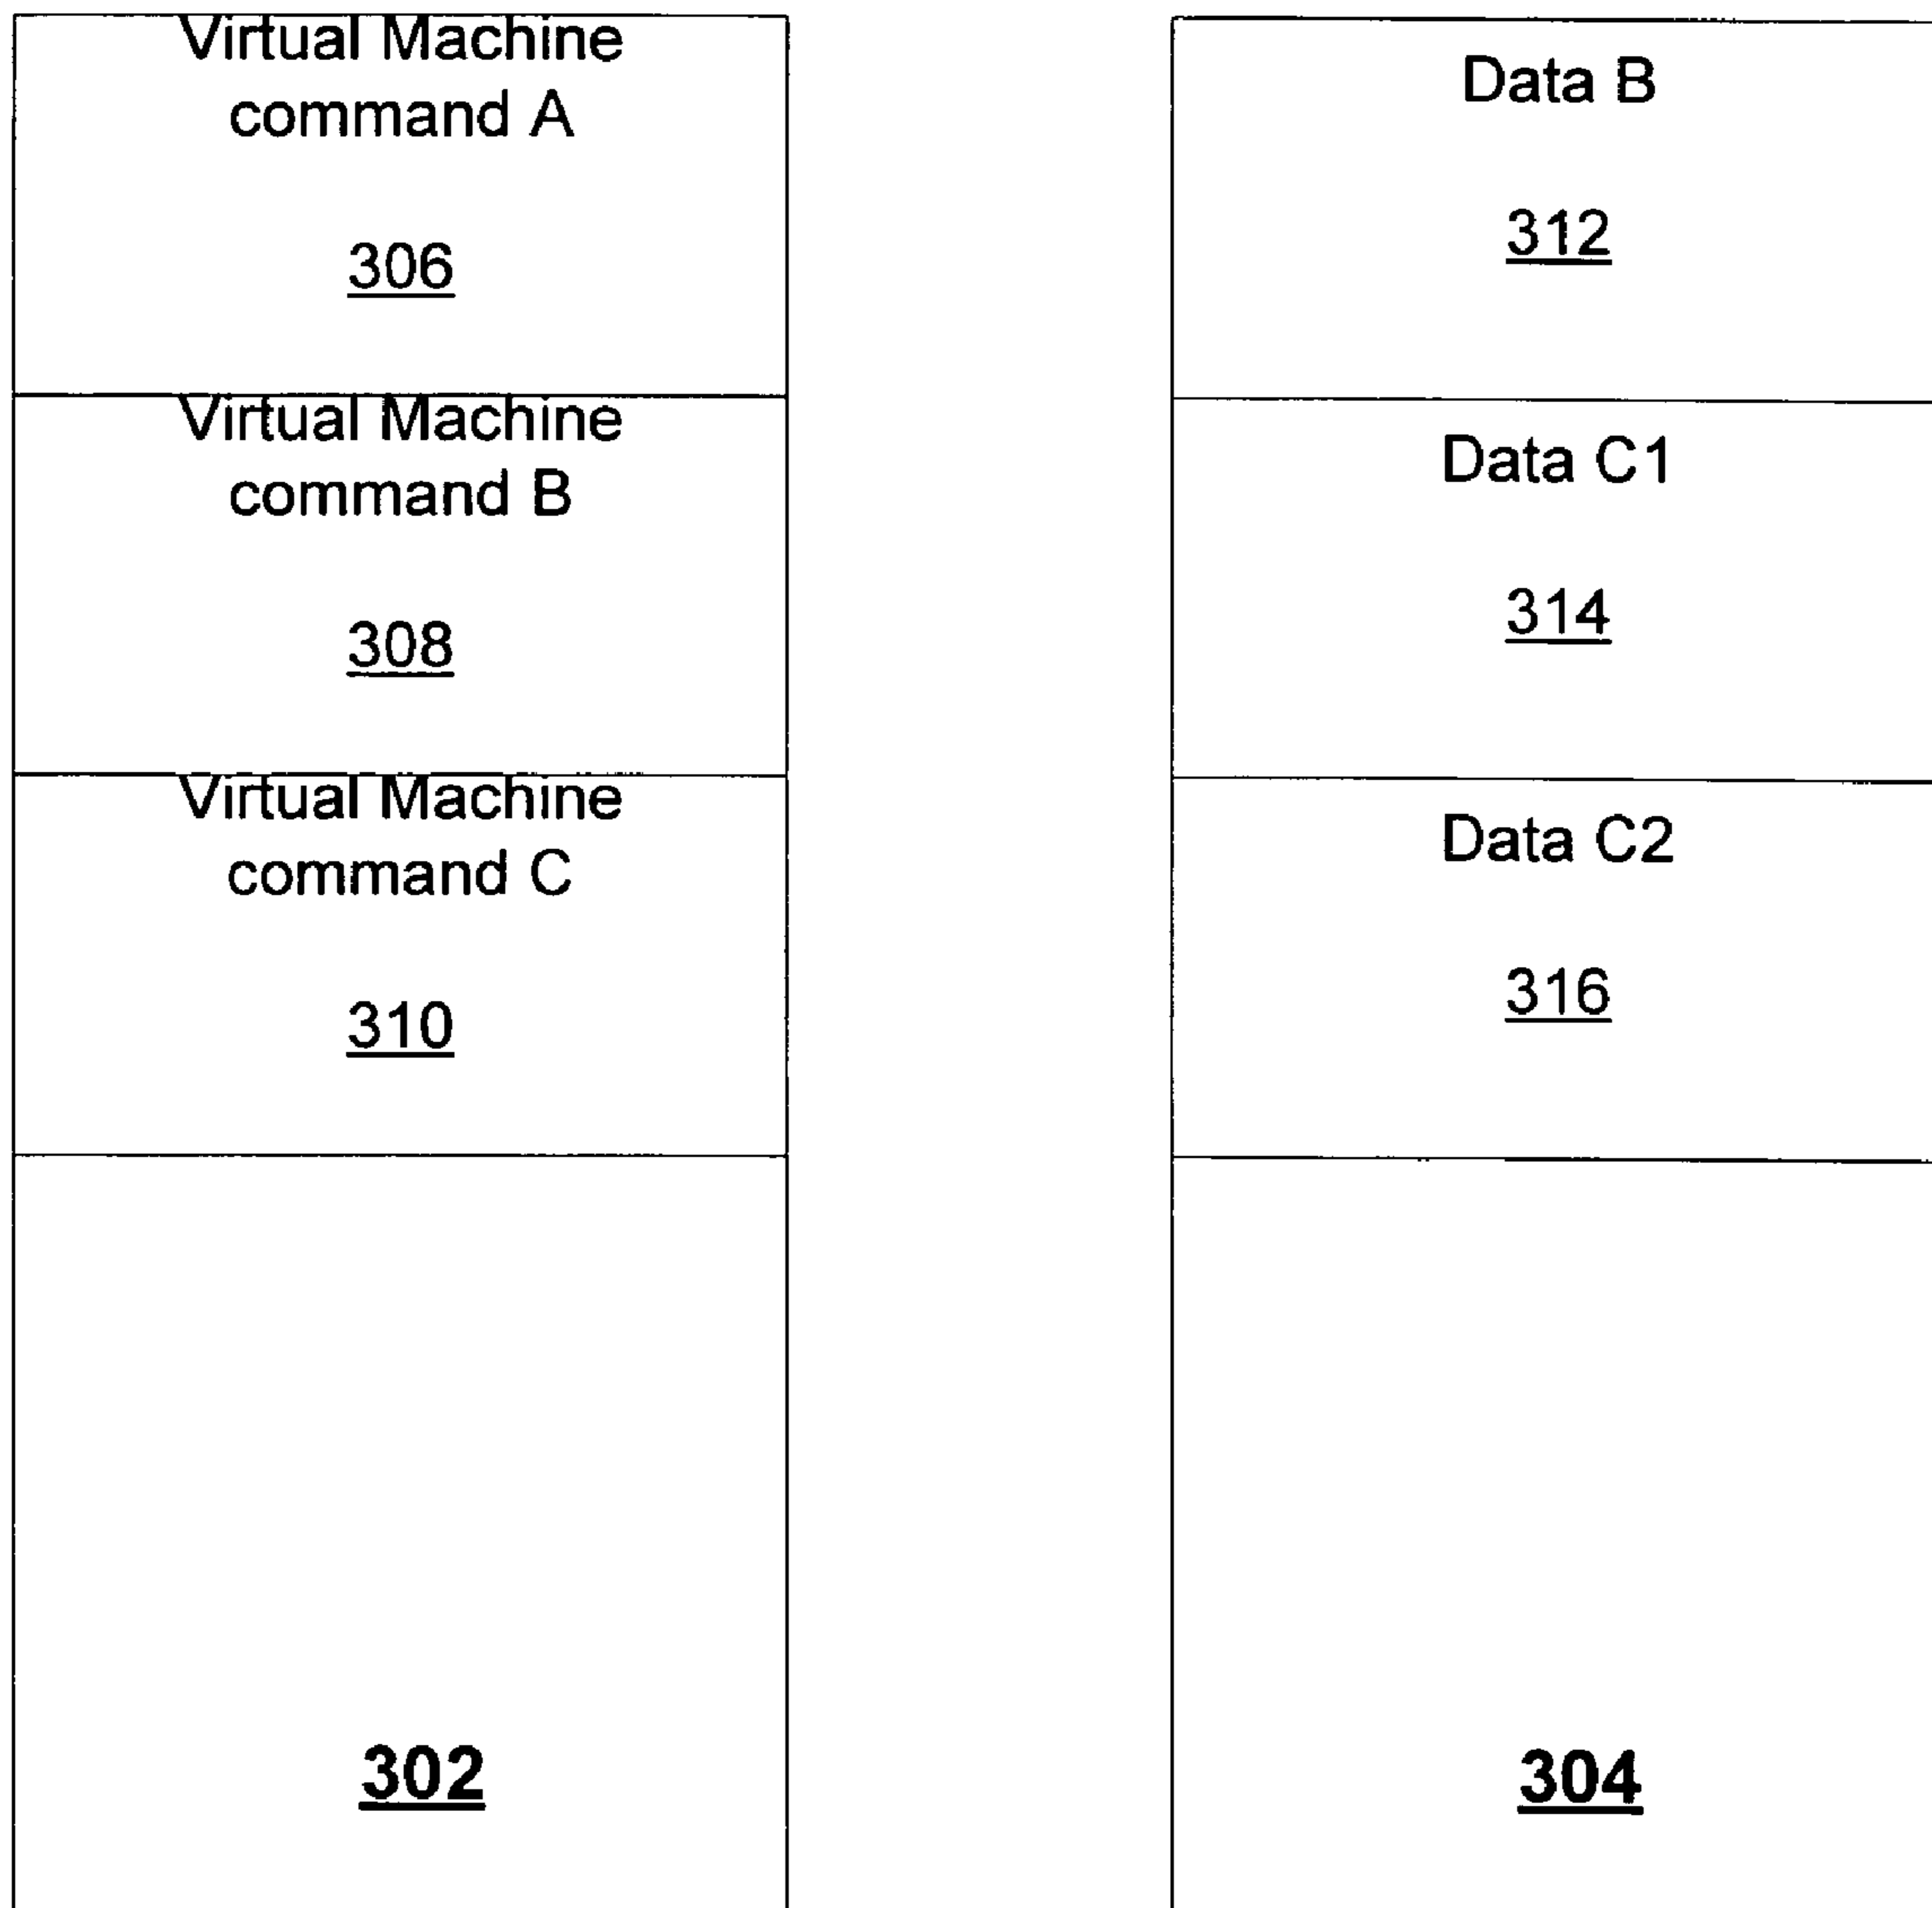 Virtual Machine
command A
306
Virtual Machine
command B
308
Virtual Machine
command C
310
302
Data B
312
Data C1
314
Data C2
316
304